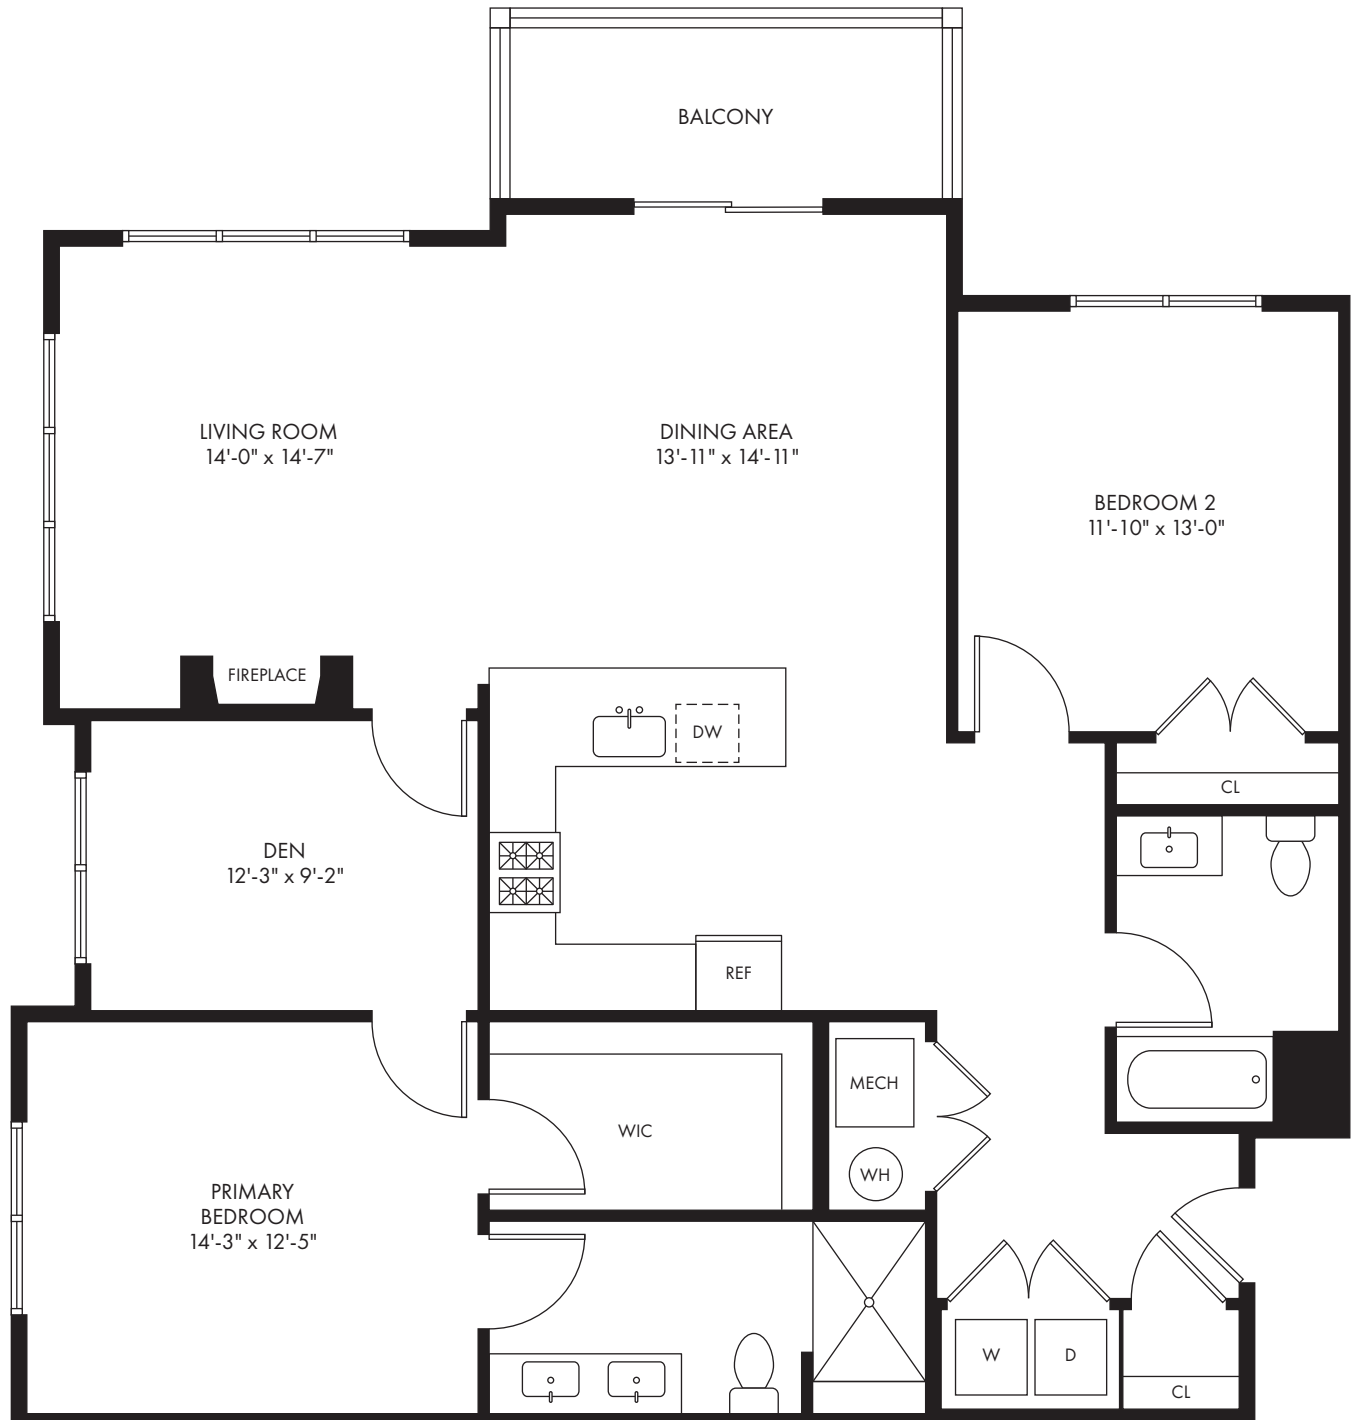 BALCONY
LIVING ROOM
14'-0" x 14'-7"
DINING AREA
13'-11" x 14'-11"
BEDROOM 2
11'-10" x 13'-0"
FIREPLACE
DW
CL
DEN
12'-3" x 9'-2"
REF
MECH
WIC
WH
PRIMARY
BEDROOM
14'-3" x 12'-5"
W
D
CL